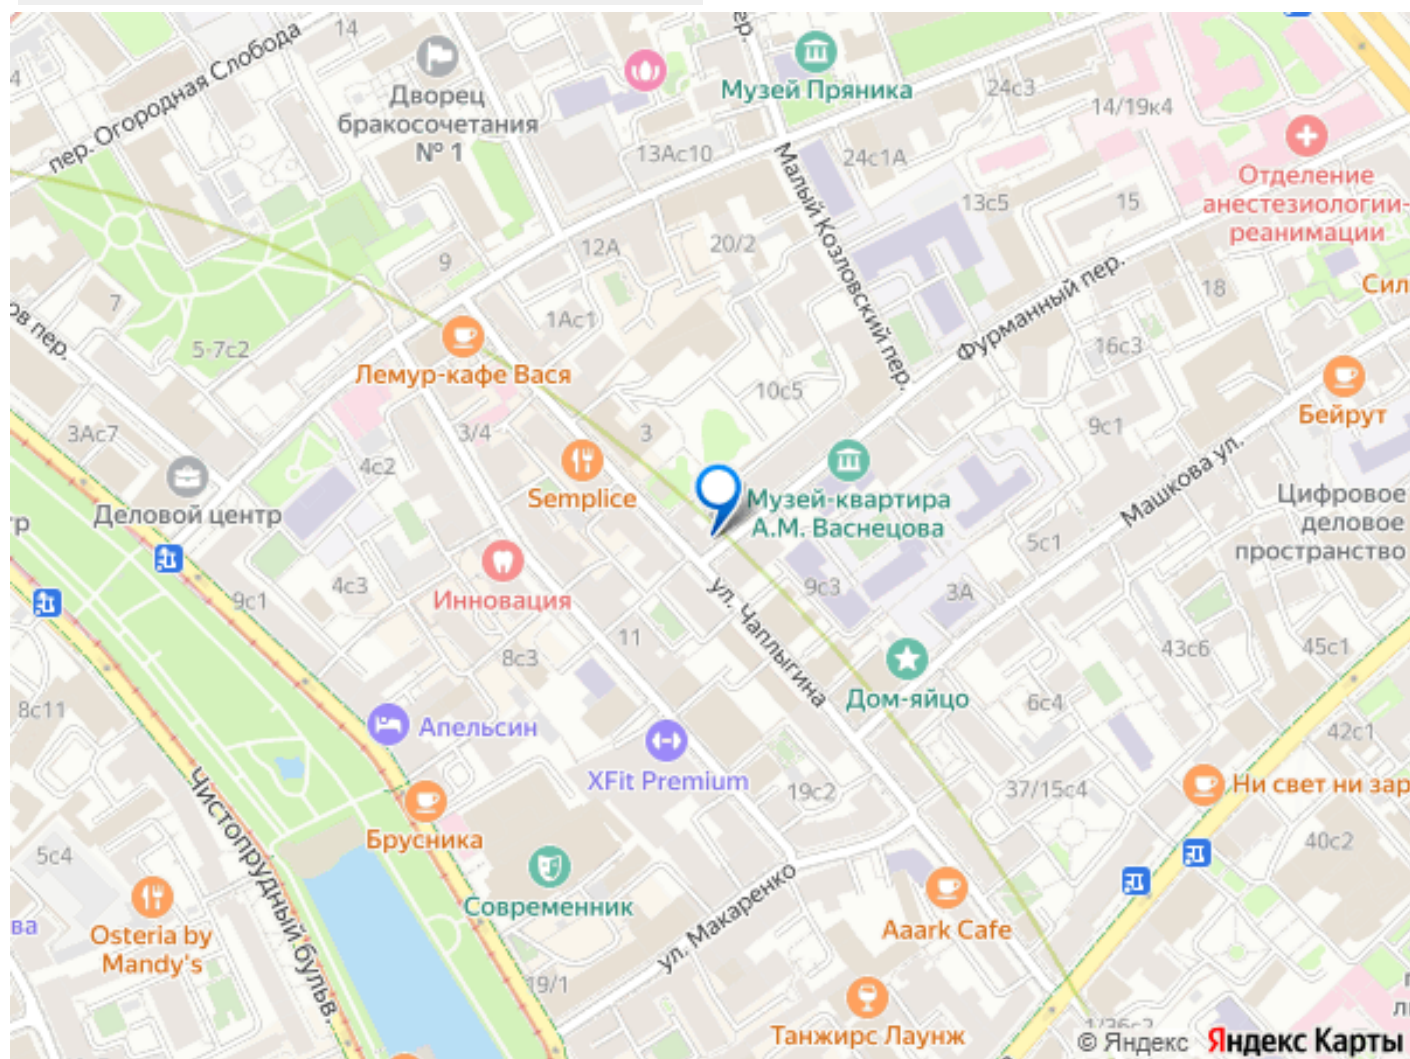 14
пер. Огородная Слобода
Дворец
бракосочетания
№ 1
Музей Пряника
24с3
14/19к4
13Ас10
24с1А
Малый Козловский пер.
Отделение
анестезиологии-
реанимации
13с5
15
12А
20/2
9
7
1Ас1
5-7с2
Фурманный пер.
18
Сил
16с3
Лемур-кафе Вася
Бейрут
10с5
3Ас7
3/4
3
9с1
4с2
Машкова ул.
Semplice
Деловой центр
Музей-квартира
А.М. Васнецова
Цифровое
деловое
пространство
5с1
4с3
9с1
Инновация
9с3
3А
ул. Чаплыгина
11
8с3
43с6
45с1
Дом-яйцо
6с4
8с11
Апельсин
42с1
XFit Premium
19с2
37/15с4
Ни свет ни зар
Чистопрудный бульв.
Брусника
40с2
5с4
Современник
ул. Макаренко
Aaark Cafe
ва
Osteria by
Mandy's
19/1
Танжирс Лаунж
© Яндекс Яндекс Карты